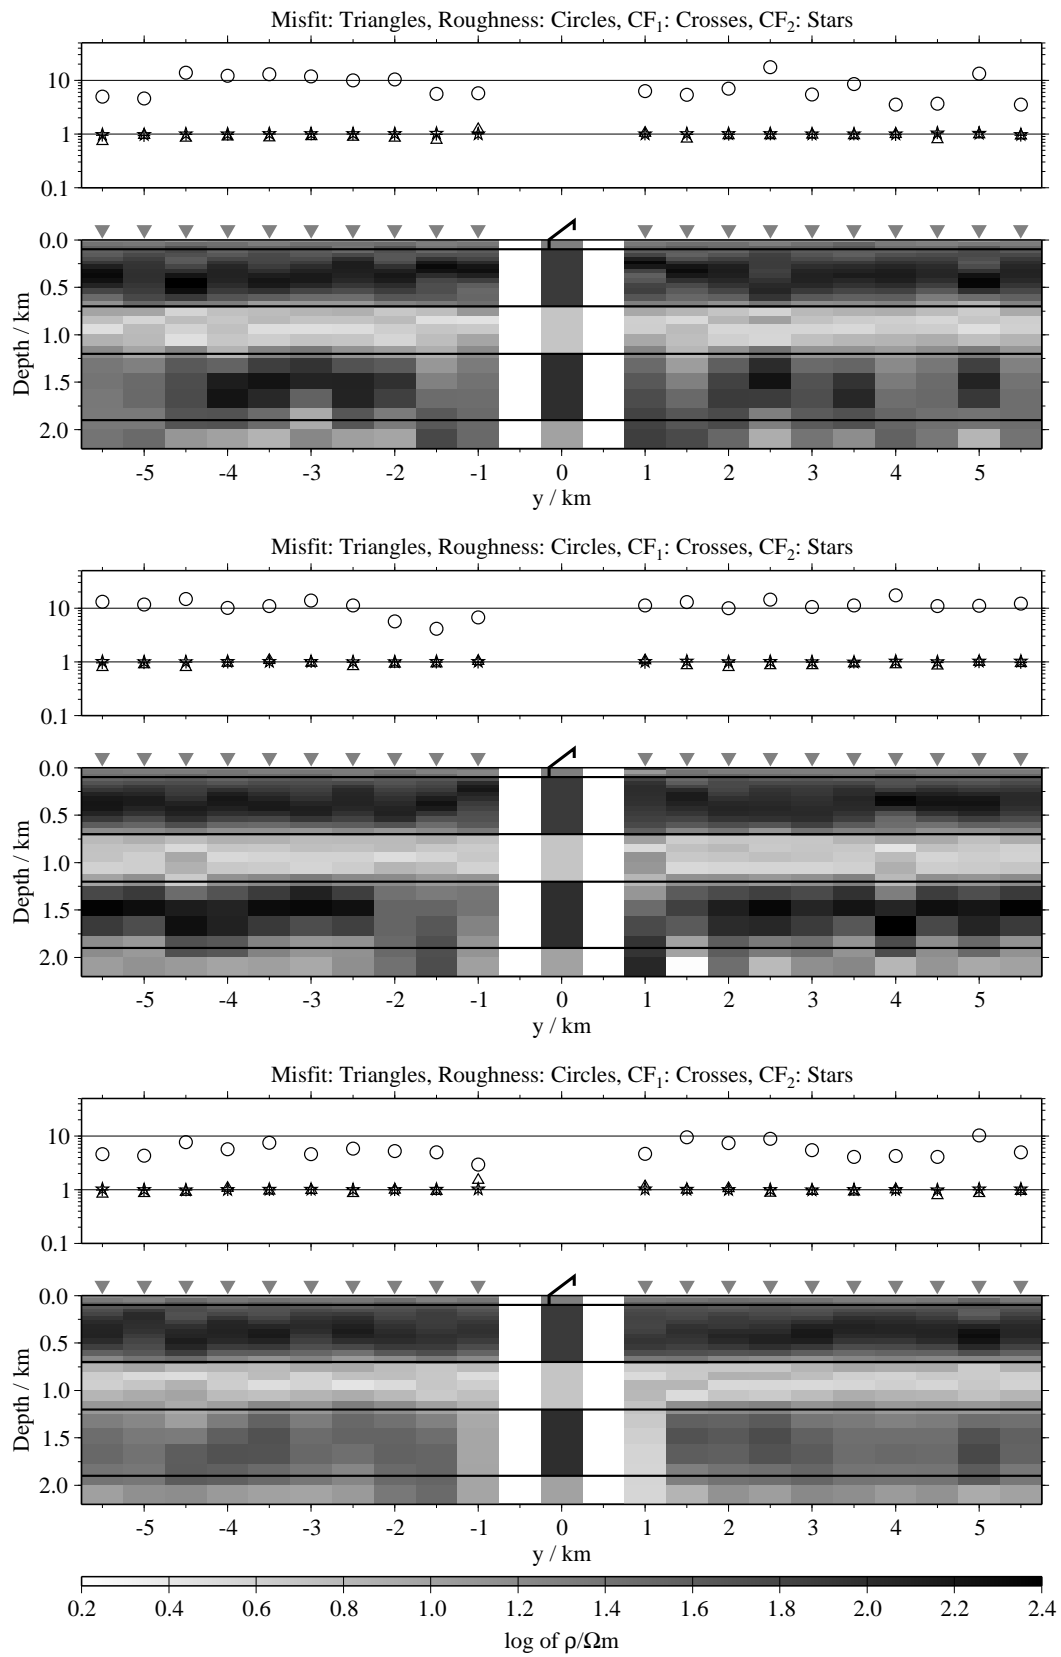 Misfit: Triangles, Roughness: Circles, CF₁: Crosses, CF₂: Stars
10
1
0.1
0.0
0.5
1.0
1.5
2.0
Depth / km
-5 -4 -3 -2 -1 0 1 2 3 4 5
y / km
Misfit: Triangles, Roughness: Circles, CF₁: Crosses, CF₂: Stars
10
1
0.1
0.0
0.5
1.0
1.5
2.0
Depth / km
-5 -4 -3 -2 -1 0 1 2 3 4 5
y / km
Misfit: Triangles, Roughness: Circles, CF₁: Crosses, CF₂: Stars
10
1
0.1
0.0
0.5
1.0
1.5
2.0
Depth / km
-5 -4 -3 -2 -1 0 1 2 3 4 5
y / km
0.2 0.4 0.6 0.8 1.0 1.2 1.4 1.6 1.8 2.0 2.2 2.4
log of ρ/Ωm